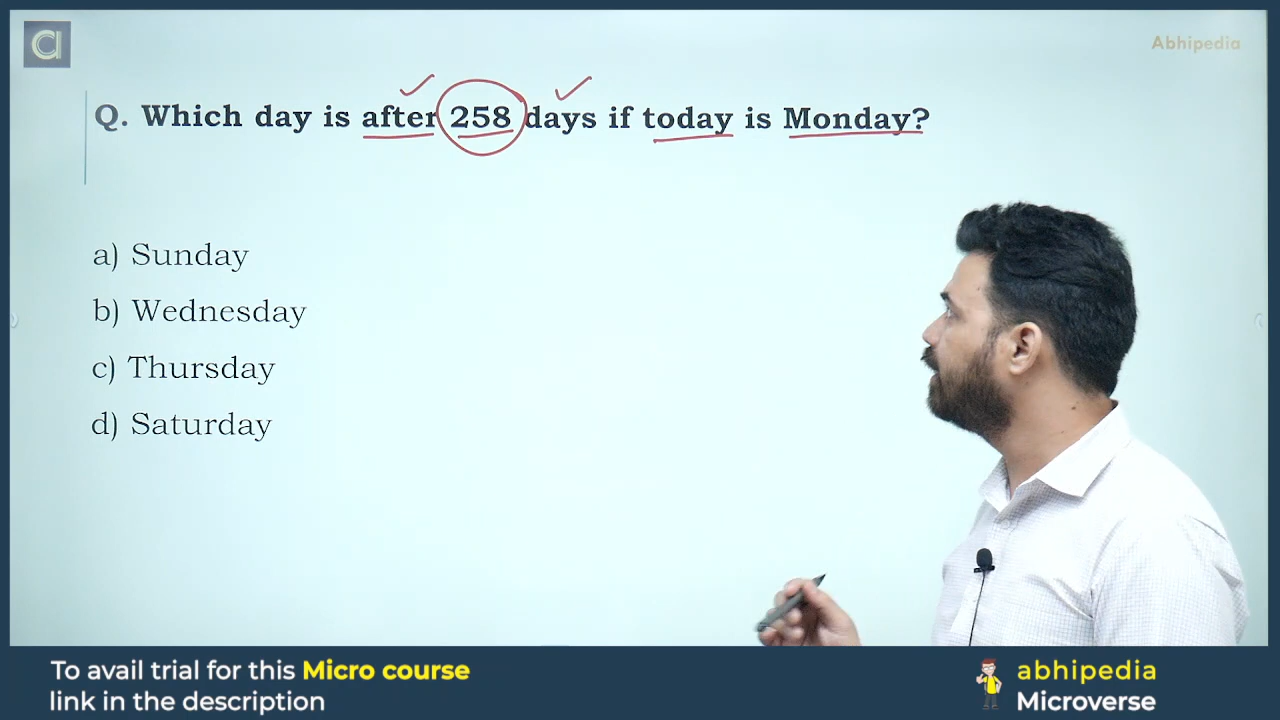 Abhipedia
Q. Which day is after 258 days if today is Monday?
a) Sunday
b) Wednesday
c) Thursday
d) Saturday
To avail trial for this Micro course
link in the description
abhipedia
Microverse